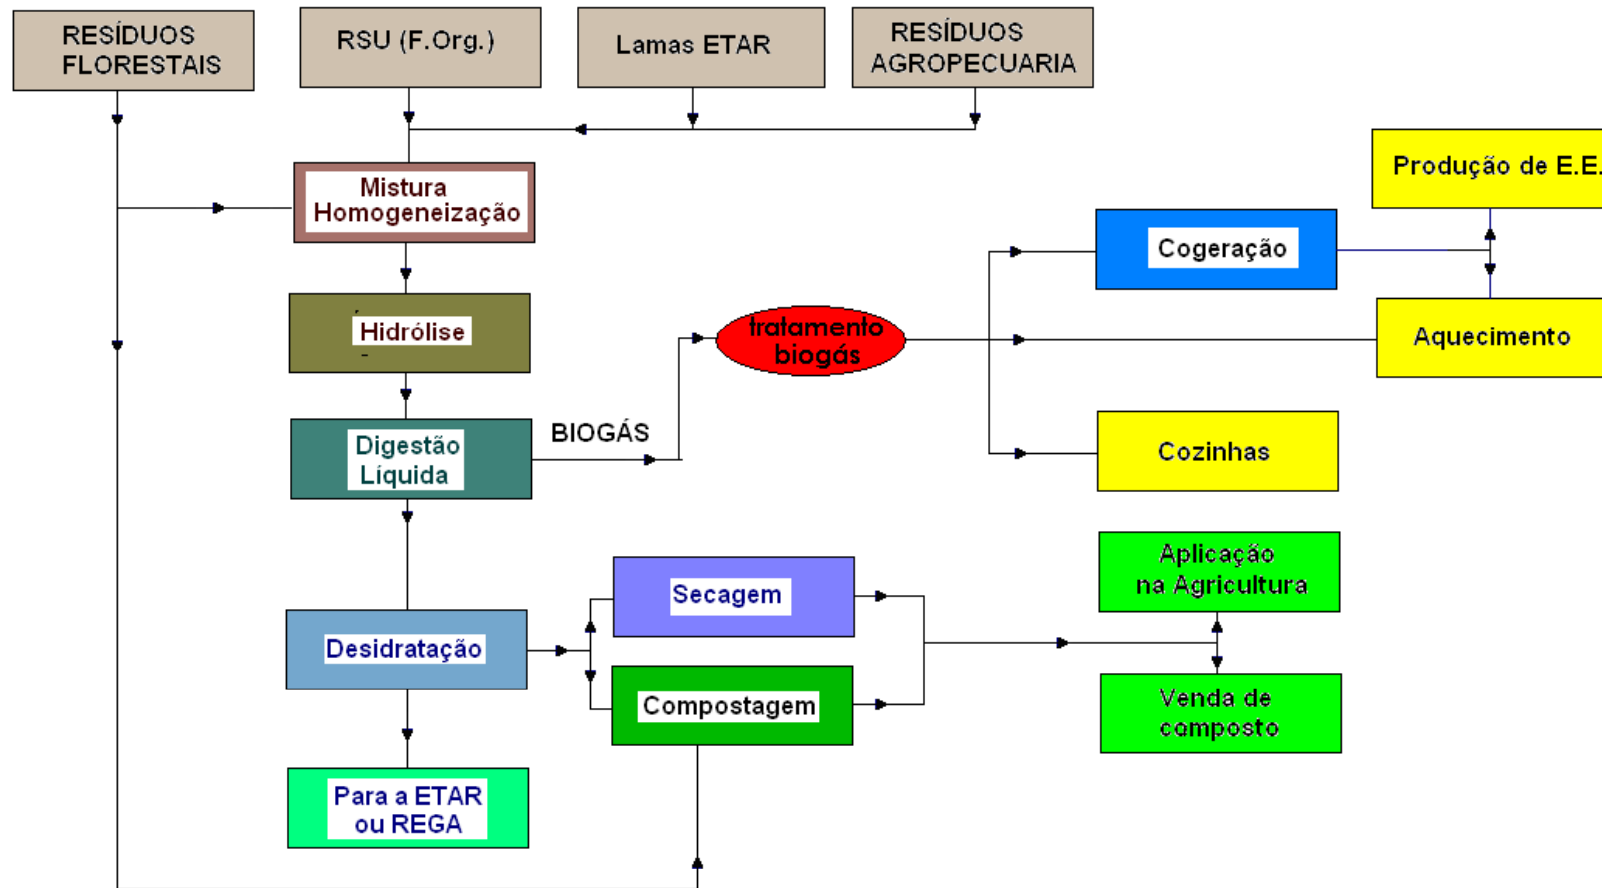 RESÍDUOS
FLORESTAIS
RSU (F.Org.)
Lamas ETAR
RESÍDUOS
AGROPECUARIA
Mistura
Homogeneização
Produção de E.E.
Cogeração
Hidrólise
tratamento
biogás
Aquecimento
Digestão
Líquida
BIOGÁS
Cozinhas
Aplicação
na Agricultura
Secagem
Desidratação
Compostagem
Venda de
composto
Para a ETAR
ou REGA